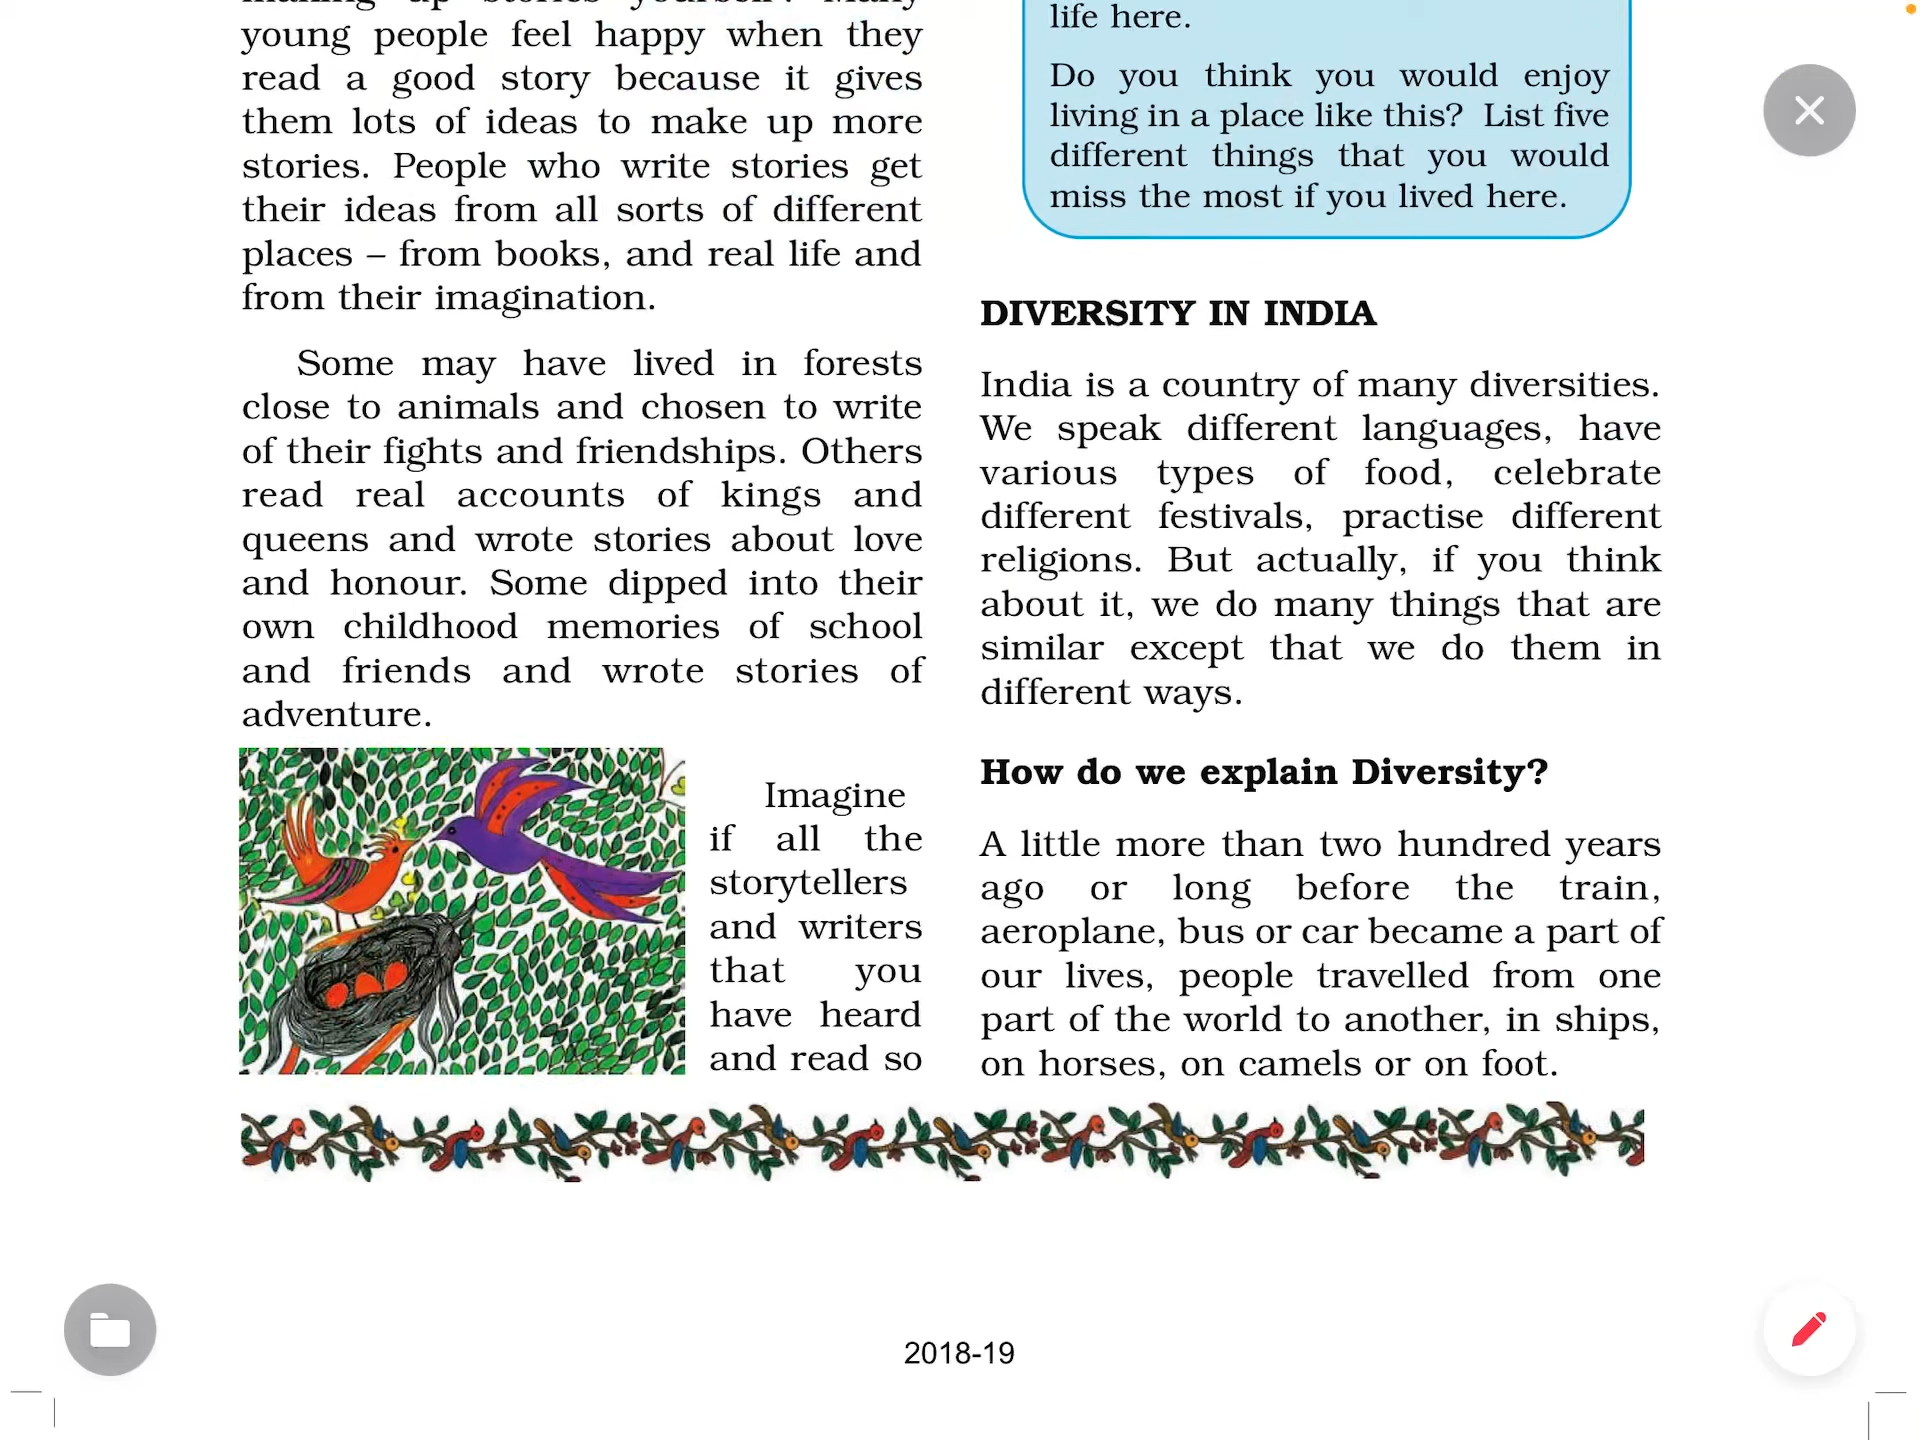 making up stories yourself? Many
young people feel happy when they
read a good story because it gives
them lots of ideas to make up more
stories. People who write stories get
their ideas from all sorts of different
places – from books, and real life and
from their imagination.
Some may have lived in forests
close to animals and chosen to write
of their fights and friendships. Others
read real accounts of kings and
queens and wrote stories about love
and honour. Some dipped into their
own childhood memories of school
and friends and wrote stories of
adventure.
Imagine
if all the
storytellers
and writers
that you
have heard
and read so
life here.
Do you think you would enjoy
living in a place like this? List five
different things that you would
miss the most if you lived here.
DIVERSITY IN INDIA
India is a country of many diversities.
We speak different languages, have
various types of food, celebrate
different festivals, practise different
religions. But actually, if you think
about it, we do many things that are
similar except that we do them in
different ways.
How do we explain Diversity?
A little more than two hundred years
ago or long before the train,
aeroplane, bus or car became a part of
our lives, people travelled from one
part of the world to another, in ships,
on horses, on camels or on foot.
2018-19